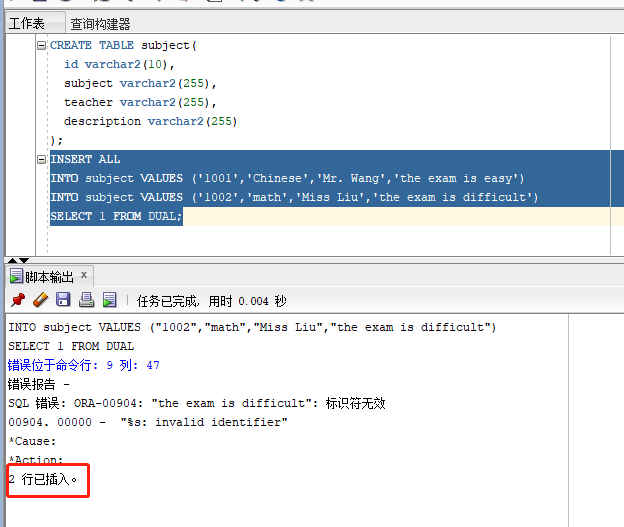 工作表 查询构建器
CREATE TABLE subject(
id varchar2(10),
subject varchar2(255),
teacher varchar2(255),
description varchar2(255)
);
INSERT ALL
INTO subject VALUES ('1001','Chinese','Mr. Wang','the exam is easy')
INTO subject VALUES ('1002','math','Miss Liu','the exam is difficult')
SELECT 1 FROM DUAL;
脚本输出 x
任务已完成, 用时 0.004 秒
INTO subject VALUES ("1002","math","Miss Liu","the exam is difficult")
SELECT 1 FROM DUAL
错误位于命令行: 9 列: 47
错误报告 -
SQL 错误: ORA-00904: "the exam is difficult": 标识符无效
00904. 00000 - "%s: invalid identifier"
*Cause:
*Action:
2 行已插入。